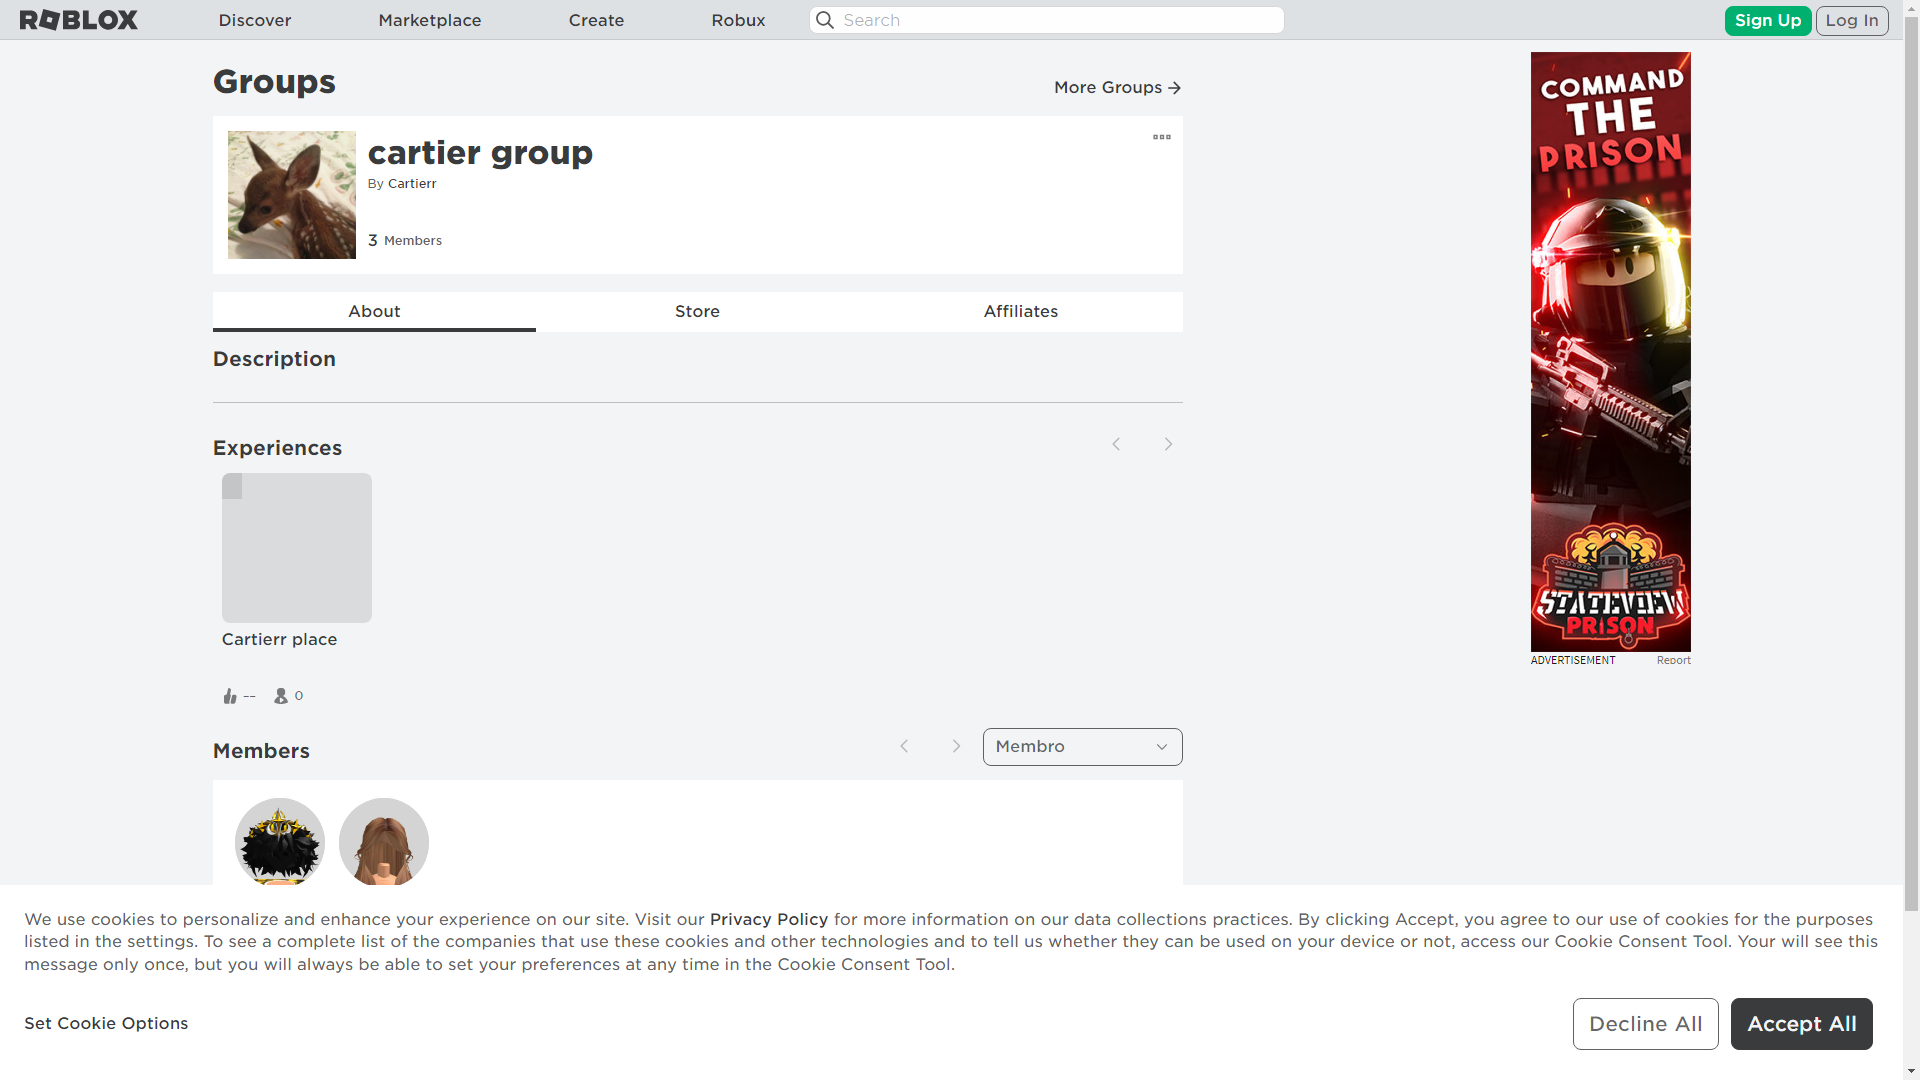 ROBLOX
Discover
Marketplace
Create
Robux
Search
Sign Up
Log In
Groups
More Groups
cartier group
By Cartierr
3 Members
About
Store
Affiliates
Description
Experiences
Cartierr place
--
0
Members
Membro
COMMAND
THE
PRISON
STATEVIEW
PRISON
ADVERTISEMENT
Report
We use cookies to personalize and enhance your experience on our site. Visit our Privacy Policy for more information on our data collections practices. By clicking Accept, you agree to our use of cookies for the purposes
listed in the settings. To see a complete list of the companies that use these cookies and other technologies and to tell us whether they can be used on your device or not, access our Cookie Consent Tool. Your will see this
message only once, but you will always be able to set your preferences at any time in the Cookie Consent Tool.
Set Cookie Options
Decline All
Accept All